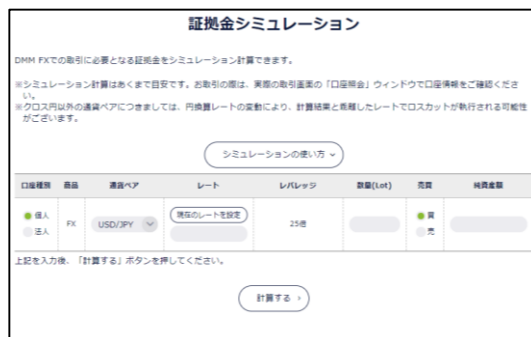 証拠金シミュレーション
DMM FXでの取引に必要となる証拠金をシミュレーション計算できます。
※シミュレーション計算はあくまで目安です。お取引の際は、実際の取引画面の「口座照会」ウィンドウで口座情報をご確認くださ
い。
※クロス円以外の通貨ペアにつきましては、円換算レートの変動により、計算結果と乖離したレートでロスカットが執行される可能性
がございます。
シミュレーションの使い方
口座種別 商品 通貨ペア レート レバレッジ 数量(Lot) 売買 純資産額
個人 現在のレートを設定 買
FX USD/JPY 25倍
法人 売
上記を入力後、「計算する」ボタンを押してください。
計算する